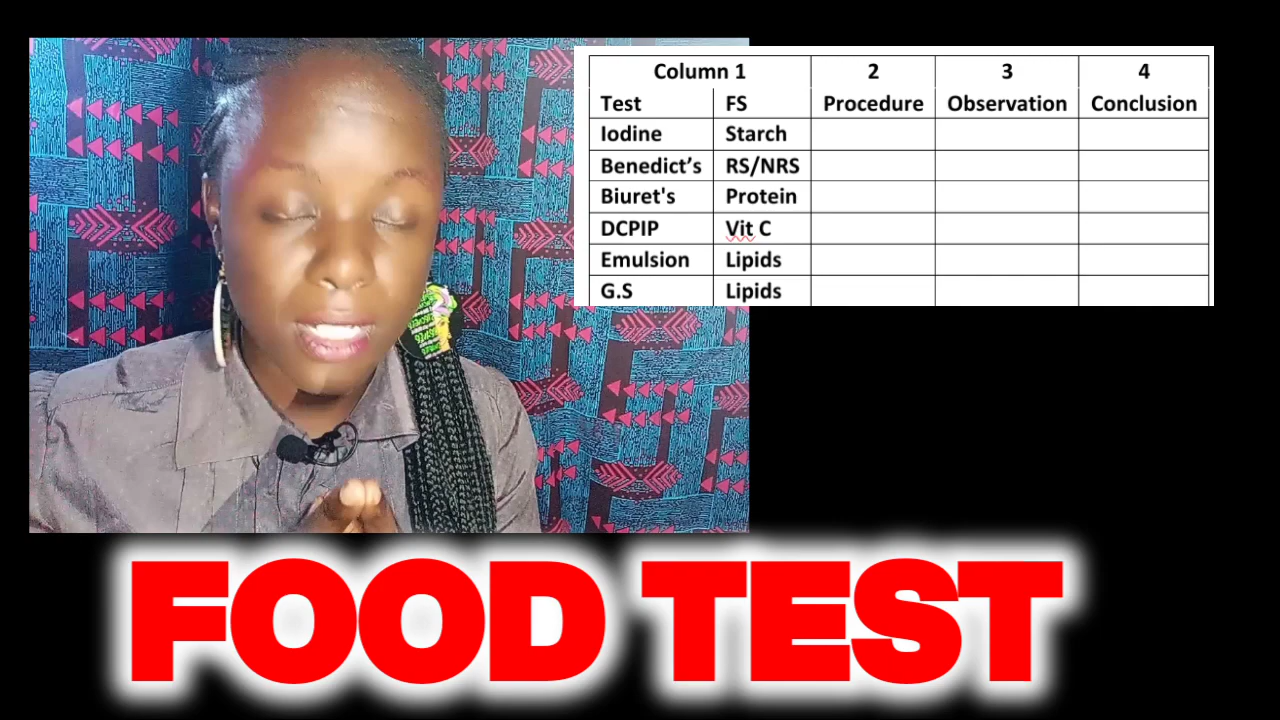 Column 1 2 3 4
Test FS Procedure Observation Conclusion
Iodine Starch
Benedict’s RS/NRS
Biuret's Protein
DCPIP Vit C
Emulsion Lipids
G.S Lipids
FOOD TEST